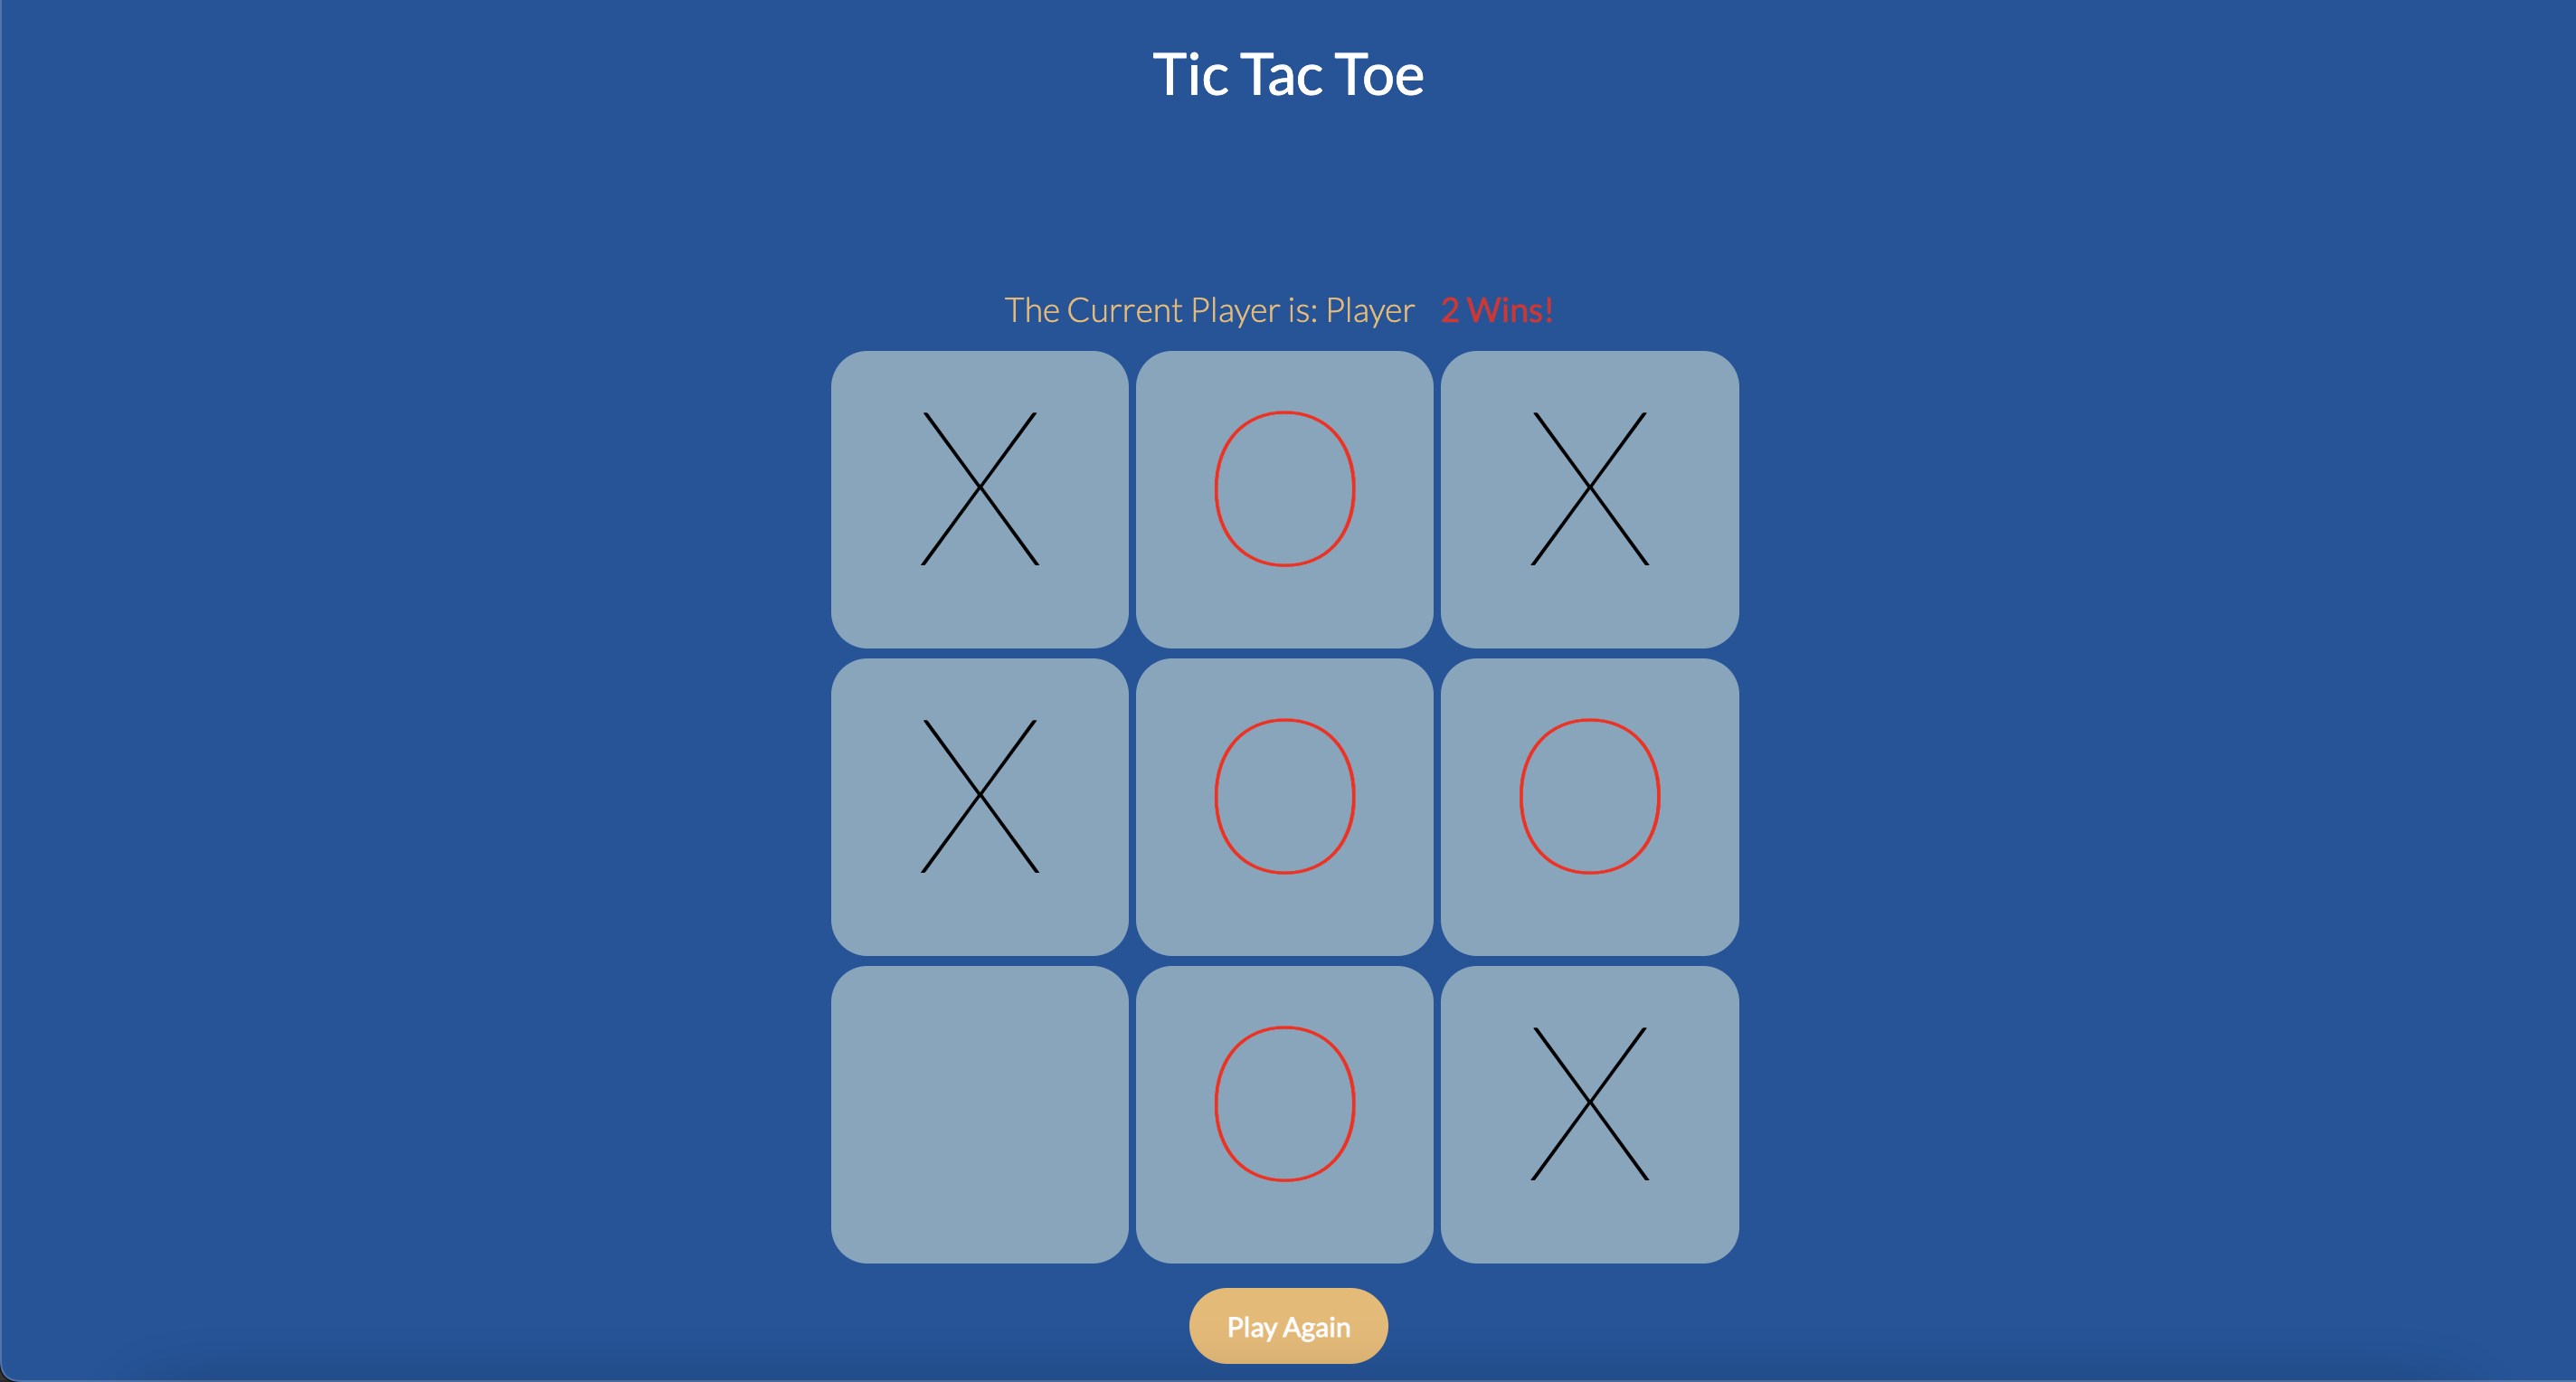 Tic Tac Toe
The Current Player is: Player 2 Wins!
X O X
X O O
O X
Play Again